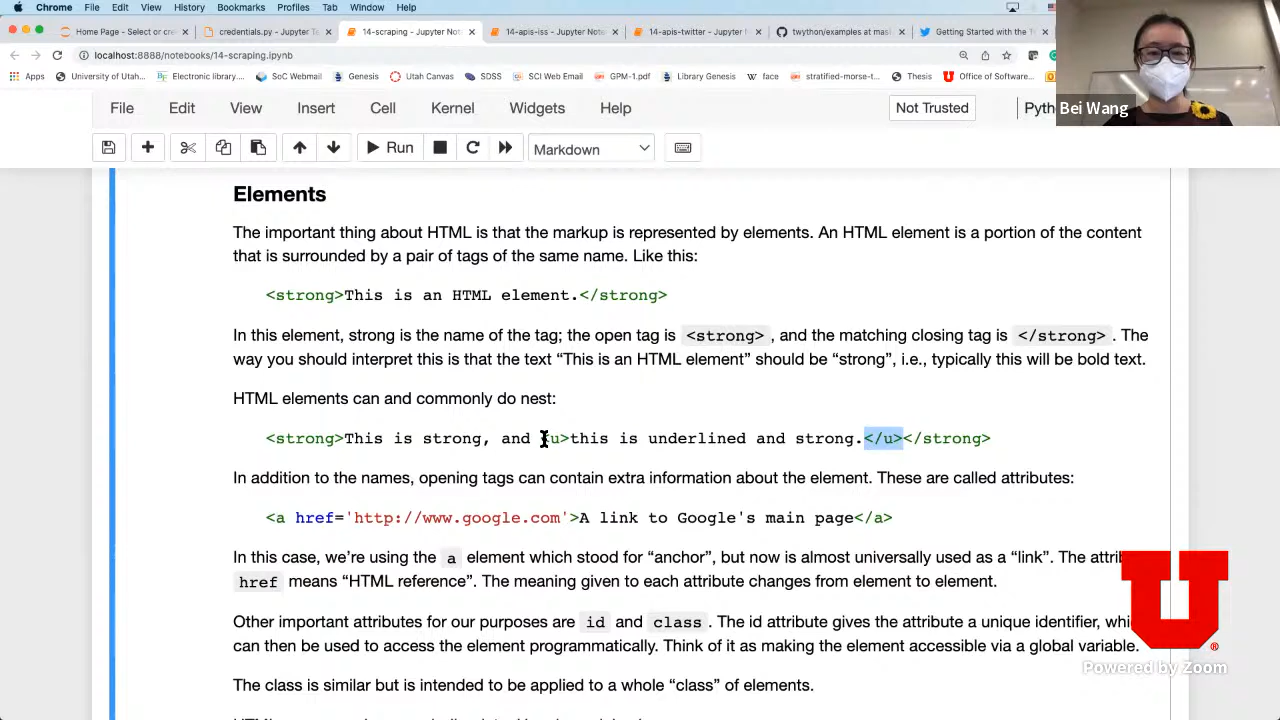 Chrome File Edit View History Bookmarks Profiles Tab Window Help
Home Page - Select or C credentials.py - Jupyter Te 14-scraping - Jupyter Note 14-apis-iss - Jupyter Note 14-apis-twitter - Jupyter N twython/examples at mast Getting Started with the T
localhost:8888/notebooks/14-scraping.ipynb
Apps University of Utah... Electronic library... SoC Webmail Genesis Utah Canvas SDSS SCI Web Email GPM-1.pdf Library Genesis face stratified-morse-t... Thesis Office of Software...
Bei Wang
File Edit View Insert Cell Kernel Widgets Help Not Trusted
Run Markdown
Elements
The important thing about HTML is that the markup is represented by elements. An HTML element is a portion of the content
that is surrounded by a pair of tags of the same name. Like this:
<strong>This is an HTML element.</strong>
In this element, strong is the name of the tag; the open tag is <strong> , and the matching closing tag is </strong> . The
way you should interpret this is that the text “This is an HTML element” should be “strong”, i.e., typically this will be bold text.
HTML elements can and commonly do nest:
<strong>This is strong, and <u>this is underlined and strong.</u></strong>
In addition to the names, opening tags can contain extra information about the element. These are called attributes:
<a href='http://www.google.com'>A link to Google's main page</a>
In this case, we’re using the a element which stood for “anchor”, but now is almost universally used as a “link”. The
href means “HTML reference”. The meaning given to each attribute changes from element to element.
Other important attributes for our purposes are id and class . The id attribute gives the attribute a unique identifier,
can then be used to access the element programmatically. Think of it as making the element accessible via a global variable.
Powered by Zoom
The class is similar but is intended to be applied to a whole “class” of elements.